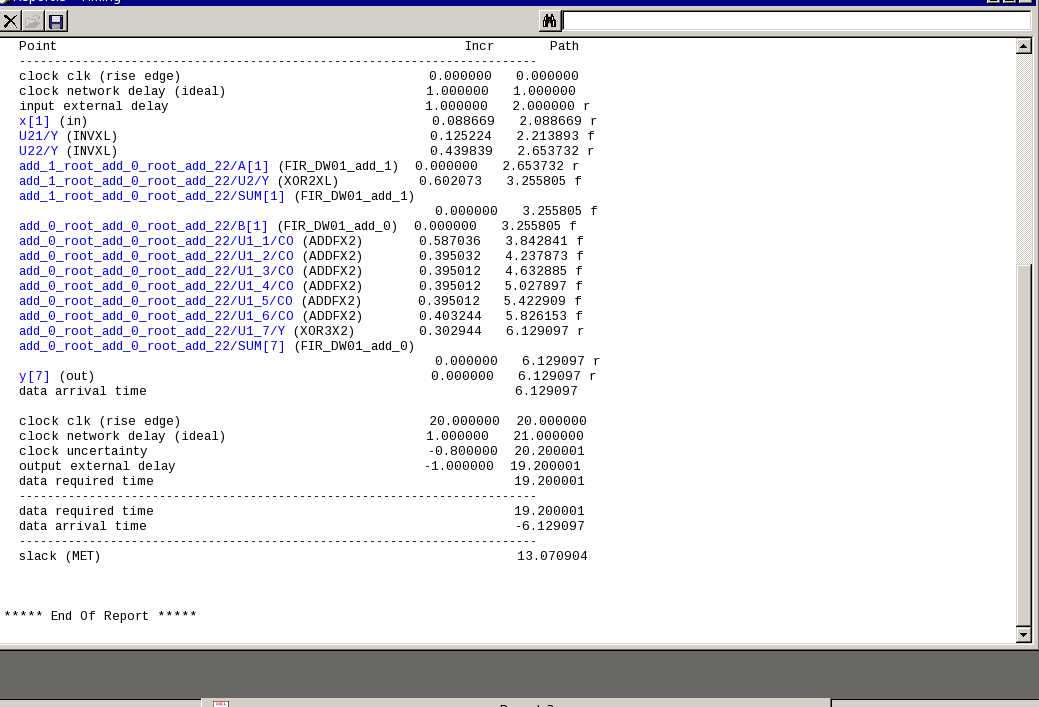 Point Incr Path
-----------------------------------------------------------------
clock clk (rise edge) 0.000000 0.000000
clock network delay (ideal) 1.000000 1.000000
input external delay 1.000000 2.000000 r
x[1] (in) 0.088669 2.088669 r
U21/Y (INVXL) 0.125224 2.213893 f
U22/Y (INVXL) 0.439839 2.653732 r
add_1_root_add_0_root_add_22/A[1] (FIR_DW01_add_1) 0.000000 2.653732 r
add_1_root_add_0_root_add_22/U2/Y (XOR2XL) 0.602073 3.255805 f
add_1_root_add_0_root_add_22/SUM[1] (FIR_DW01_add_1)
0.000000 3.255805 f
add_0_root_add_0_root_add_22/B[1] (FIR_DW01_add_0) 0.000000 3.255805 f
add_0_root_add_0_root_add_22/U1_1/CO (ADDFX2) 0.587036 3.842841 f
add_0_root_add_0_root_add_22/U1_2/CO (ADDFX2) 0.395032 4.237873 f
add_0_root_add_0_root_add_22/U1_3/CO (ADDFX2) 0.395012 4.632885 f
add_0_root_add_0_root_add_22/U1_4/CO (ADDFX2) 0.395012 5.027897 f
add_0_root_add_0_root_add_22/U1_5/CO (ADDFX2) 0.395012 5.422909 f
add_0_root_add_0_root_add_22/U1_6/CO (ADDFX2) 0.403244 5.826153 f
add_0_root_add_0_root_add_22/U1_7/Y (XOR3X2) 0.302944 6.129097 r
add_0_root_add_0_root_add_22/SUM[7] (FIR_DW01_add_0)
0.000000 6.129097 r
y[7] (out) 0.000000 6.129097 r
data arrival time 6.129097
clock clk (rise edge) 20.000000 20.000000
clock network delay (ideal) 1.000000 21.000000
clock uncertainty -0.800000 20.200001
output external delay -1.000000 19.200001
data required time 19.200001
-----------------------------------------------------------------
data required time 19.200001
data arrival time -6.129097
-----------------------------------------------------------------
slack (MET) 13.070904
***** End Of Report *****